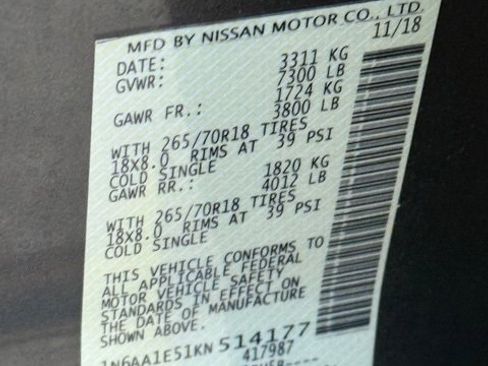 MFD BY NISSAN MOTOR CO., LTD.
DATE: 11/18
GVWR: 3311 KG
7300 LB
GAWR FR.: 1724 KG
3800 LB
WITH 265/70R18 TIRES
18X8.0 RIMS AT 39 PSI
COLD SINGLE
GAWR RR.: 1820 KG
4012 LB
WITH 265/70R18 TIRES
18X8.0 RIMS AT 39 PSI
COLD SINGLE
THIS VEHICLE CONFORMS TO
ALL APPLICABLE FEDERAL
MOTOR VEHICLE SAFETY
STANDARDS IN EFFECT ON
THE DATE OF MANUFACTURE
SHOWN ABOVE.
1N6AA1E51KN514177
417987